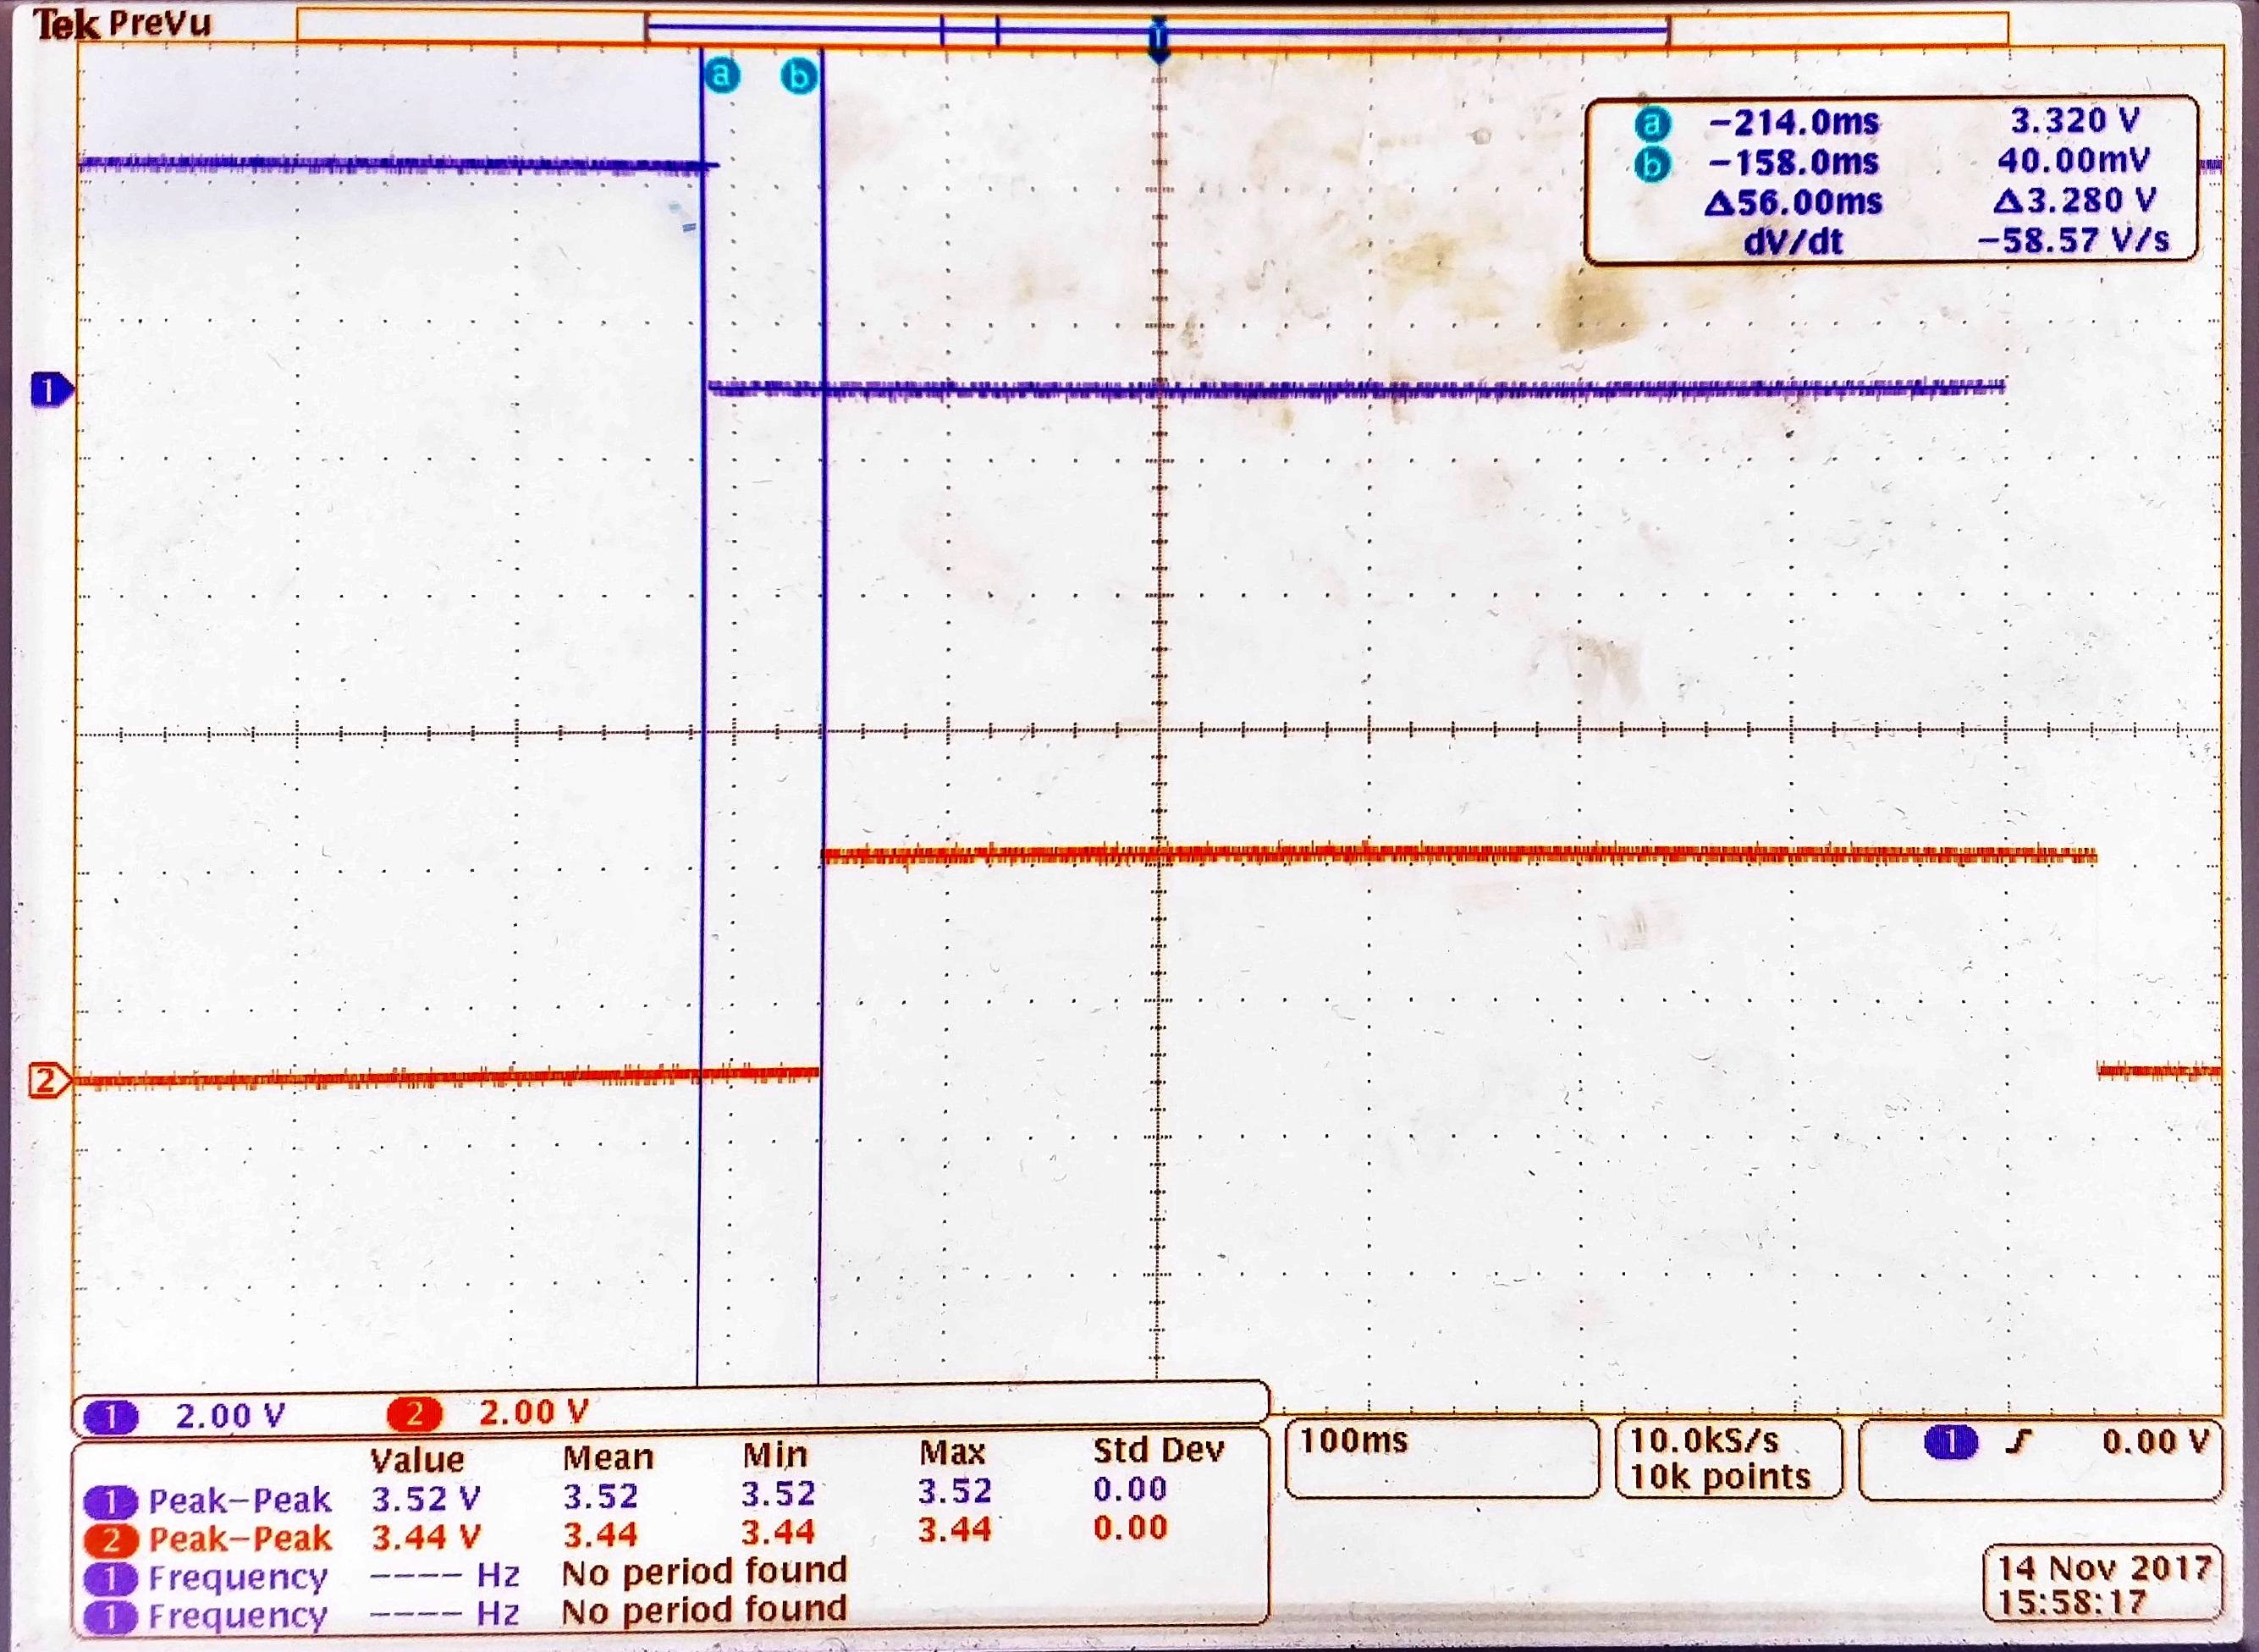 Tek PreVu
T
a b
a −214.0ms 3.320 V
b −158.0ms 40.00mV
Δ56.00ms Δ3.280 V
dV/dt −58.57 V/s
1
2
1 2.00 V 2 2.00 V
100ms
10.0kS/s
10k points
1 0.00 V
Value Mean Min Max Std Dev
1 Peak−Peak 3.52 V 3.52 3.52 3.52 0.00
2 Peak−Peak 3.44 V 3.44 3.44 3.44 0.00
1 Frequency −−−− Hz No period found
1 Frequency −−−− Hz No period found
14 Nov 2017
15:58:17